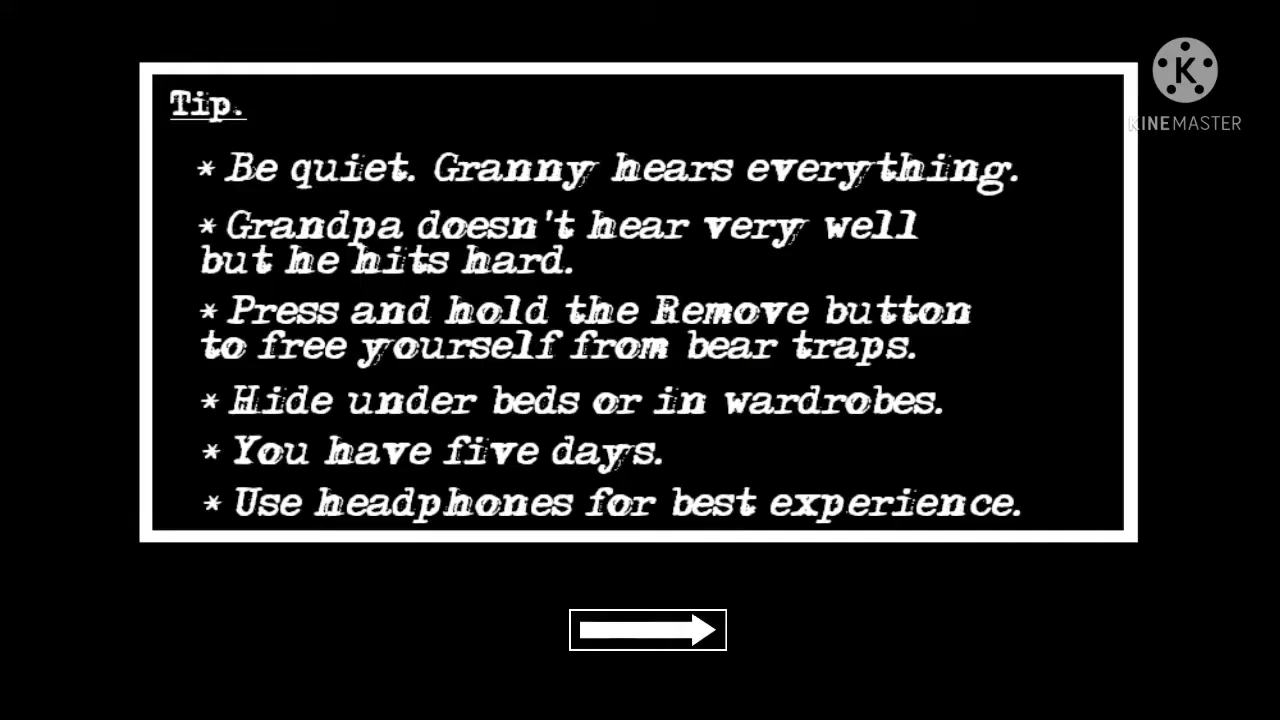 KINEMASTER
Tip.
* Be quiet. Granny hears everything.
* Grandpa doesn't hear very well
but he hits hard.
* Press and hold the Remove button
to free yourself from bear traps.
* Hide under beds or in wardrobes.
* You have five days.
* Use headphones for best experience.